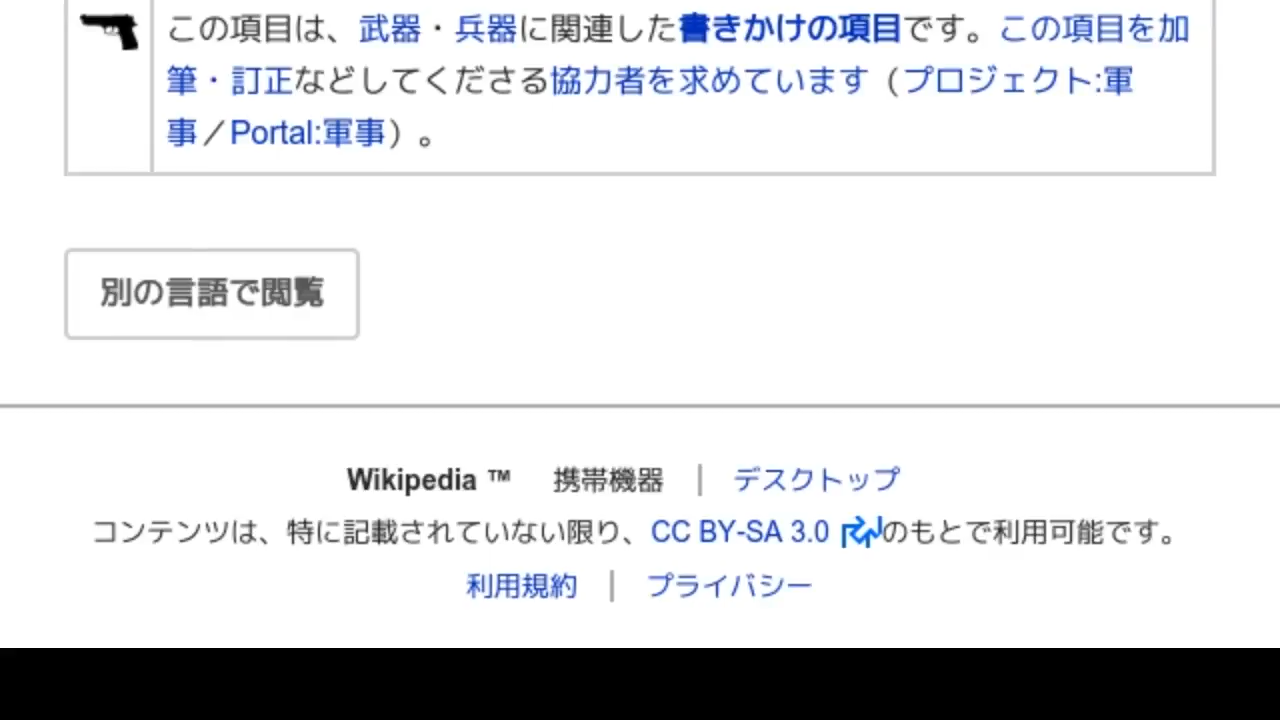 この項目は、武器・兵器に関連した書きかけの項目です。この項目を加
筆・訂正などしてくださる協力者を求めています（プロジェクト:軍
事／Portal:軍事）。
別の言語で閲覧
Wikipedia ™ 携帯機器 | デスクトップ
コンテンツは、特に記載されていない限り、CC BY-SA 3.0 のもとで利用可能です。
利用規約 | プライバシー